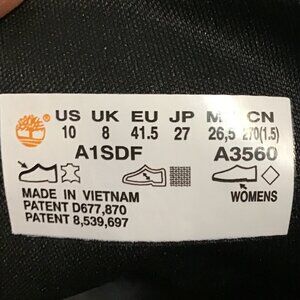 US UK EU JP MX CN
10 8 41.5 27 26,5 270(1.5)
A1SDF A3560
MADE IN VIETNAM
WOMENS
PATENT D677,870
PATENT 8,539,697